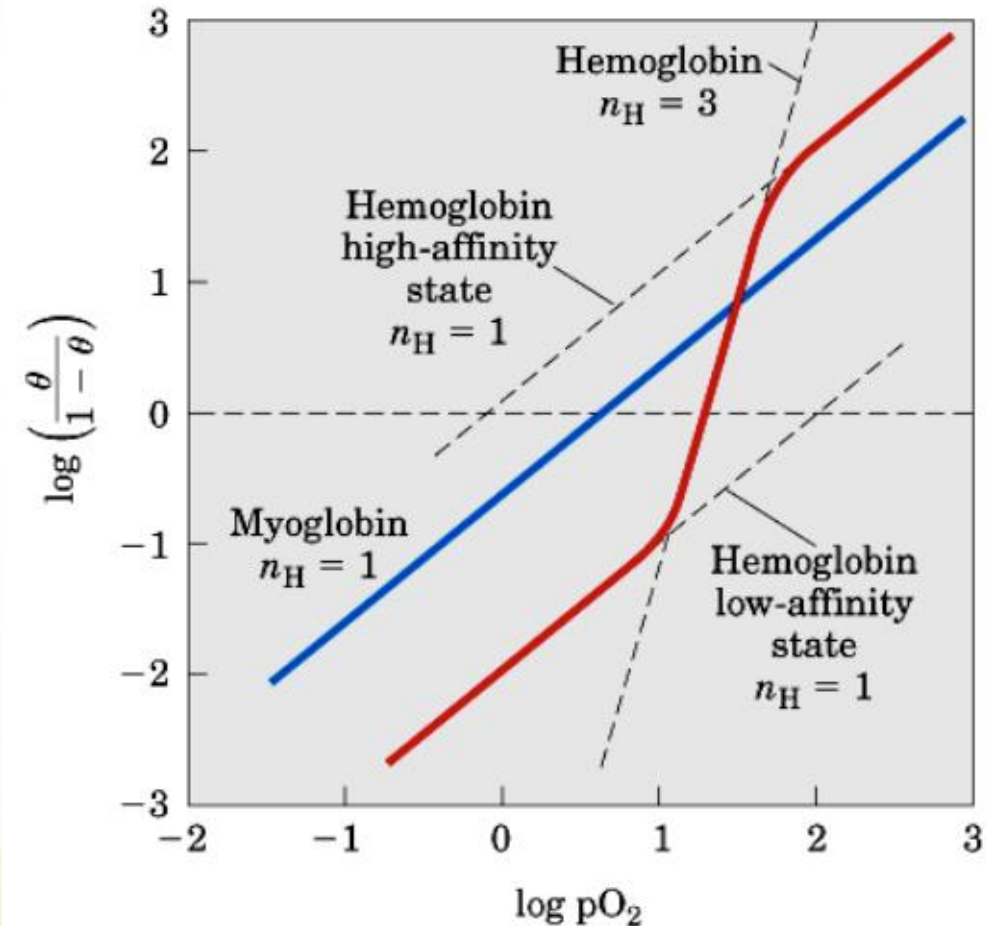 3
2
1
0
−1
−2
−3
log (θ / 1 − θ)
Hemoglobin
nH = 3
Hemoglobin
high-affinity
state
nH = 1
Myoglobin
nH = 1
Hemoglobin
low-affinity
state
nH = 1
−2 −1 0 1 2 3
log pO₂